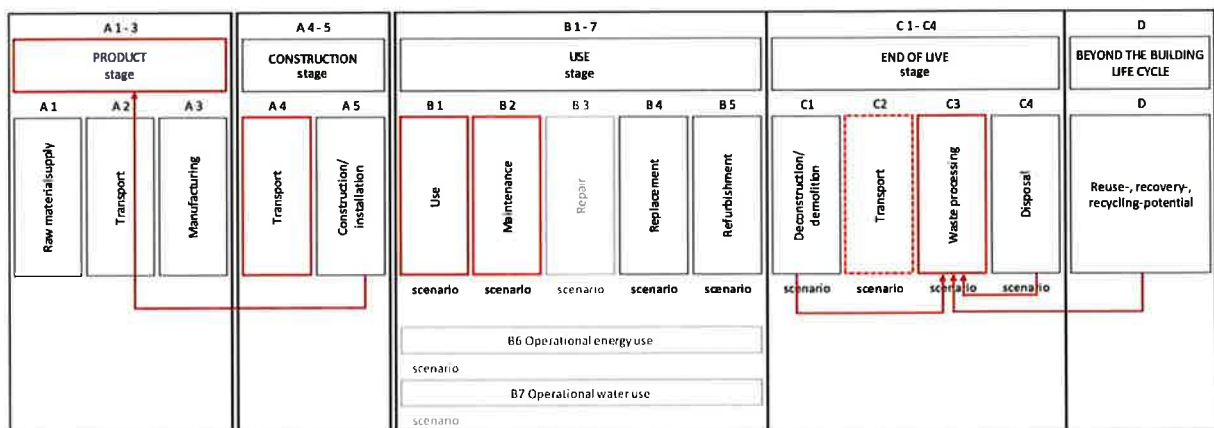 A 1 - 3
A 4 - 5
B 1 - 7
C 1 - C4
D
PRODUCT
stage
CONSTRUCTION
stage
USE
stage
END OF LIVE
stage
BEYOND THE BUILDING
LIFE CYCLE
A 1
A 2
A 3
A 4
A 5
B 1
B 2
B 3
B 4
B 5
C1
C2
C3
C4
D
Raw materialsupply
Transport
Manufacturing
Transport
Construction/
installation
Use
Maintenance
Repair
Replacement
Refurbishment
Deconstruction/
demolition
Transport
Waste processing
Disposal
Reuse-, recovery-,
recycling-potential
scenario
scenario
scenario
scenario
scenario
scenario
scenario
scenario
scenario
B6 Operational energy use
scenario
B7 Operational water use
scenario